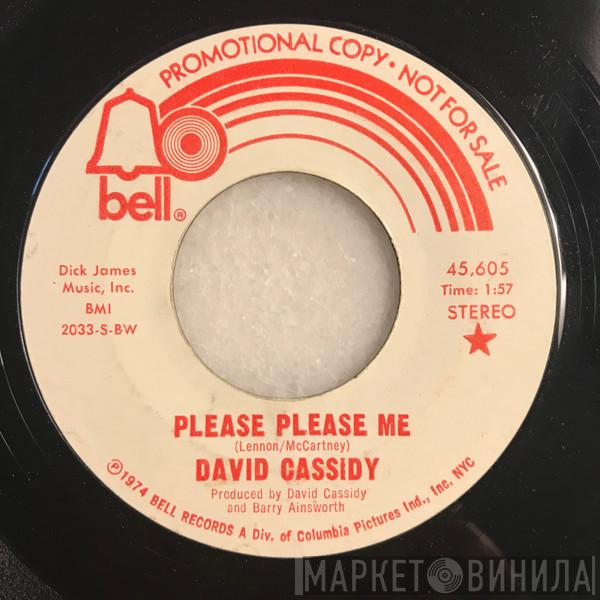 PROMOTIONAL COPY • NOT FOR SALE
bell®
Dick James
Music, Inc.
BMI
2033-S-BW
45,605
Time: 1:57
STEREO
PLEASE PLEASE ME
(Lennon/McCartney)
DAVID CASSIDY
Produced by David Cassidy
and Barry Ainsworth
℗1974 BELL RECORDS A Div. of Columbia Pictures Ind., Inc. NYC
МАРКЕТ ВИНИЛА